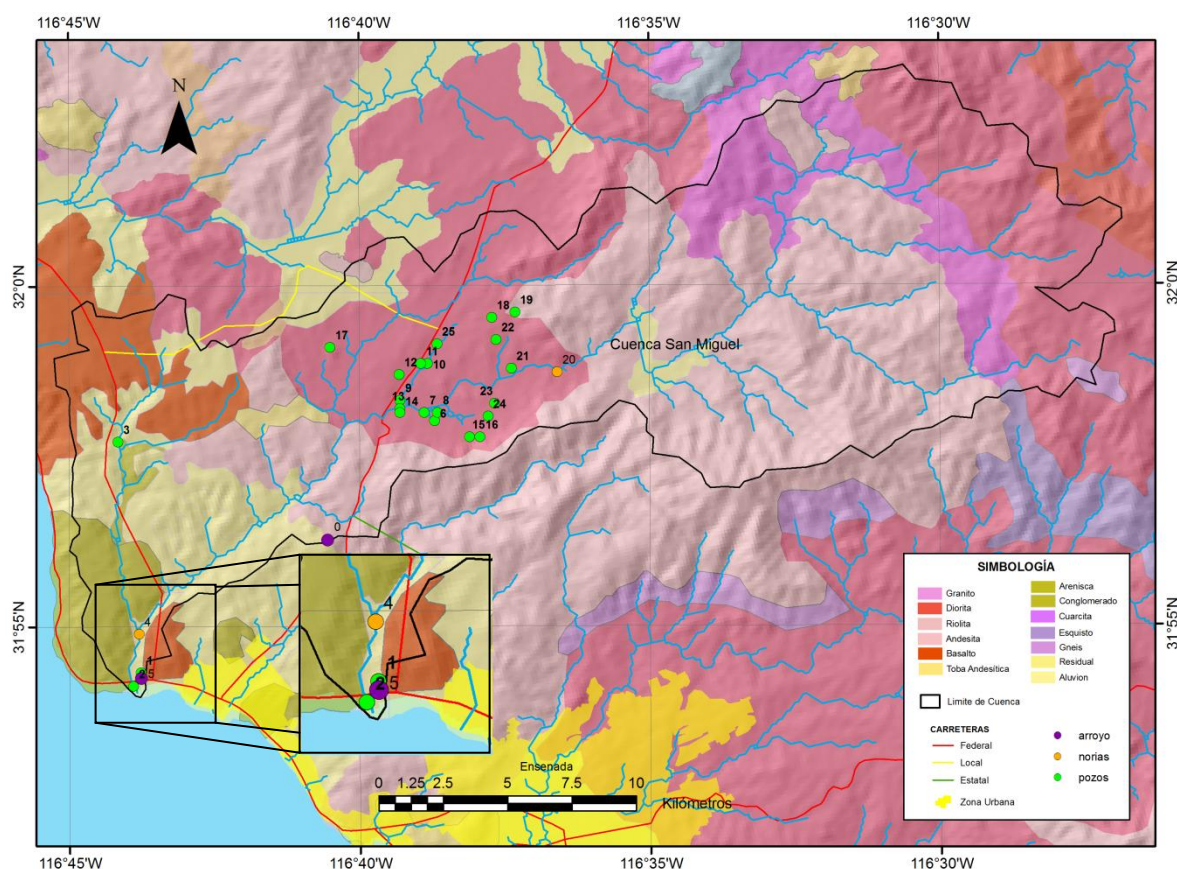 116°45'W 116°40'W 116°35'W 116°30'W
N
32°0'N 32°0'N
19
18
17 25 22
12 11 10 21 20 Cuenca San Miguel
9
13 14 7 8 23
6 24
3 15 16
0
4
4
1
2 5
1
2 5
31°55'N 31°55'N
SIMBOLOGÍA
Granito
Diorita
Riolita
Andesita
Basalto
Toba Andesítica
Arenisca
Conglomerado
Cuarcita
Esquisto
Gneis
Residual
Aluvion
Limite de Cuenca
CARRETERAS
Federal
Local
Estatal
Zona Urbana
arroyo
norias
pozos
Ensenada
0 1.25 2.5 5 7.5 10
Kilómetros
116°45'W 116°40'W 116°35'W 116°30'W